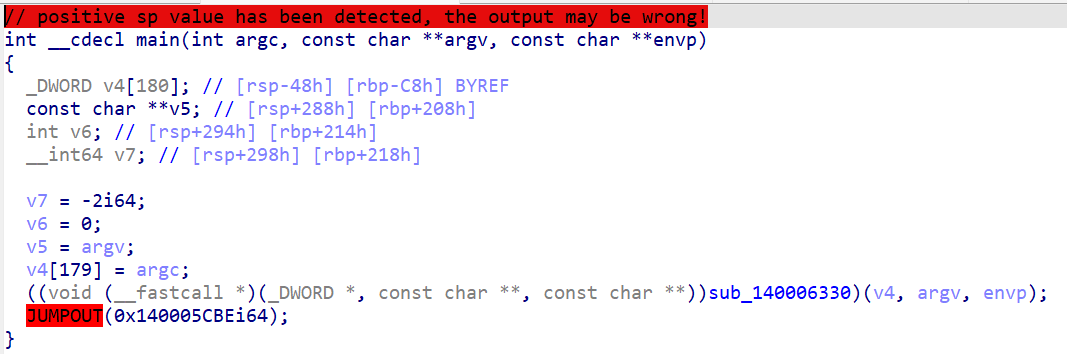 // positive sp value has been detected, the output may be wrong!
int __cdecl main(int argc, const char **argv, const char **envp)
{
  _DWORD v4[180]; // [rsp-48h] [rbp-C8h] BYREF
  const char **v5; // [rsp+288h] [rbp+208h]
  int v6; // [rsp+294h] [rbp+214h]
  __int64 v7; // [rsp+298h] [rbp+218h]

  v7 = -2i64;
  v6 = 0;
  v5 = argv;
  v4[179] = argc;
  ((void (__fastcall *)(_DWORD *, const char **, const char **))sub_140006330)(v4, argv, envp);
  JUMPOUT(0x140005CBEi64);
}